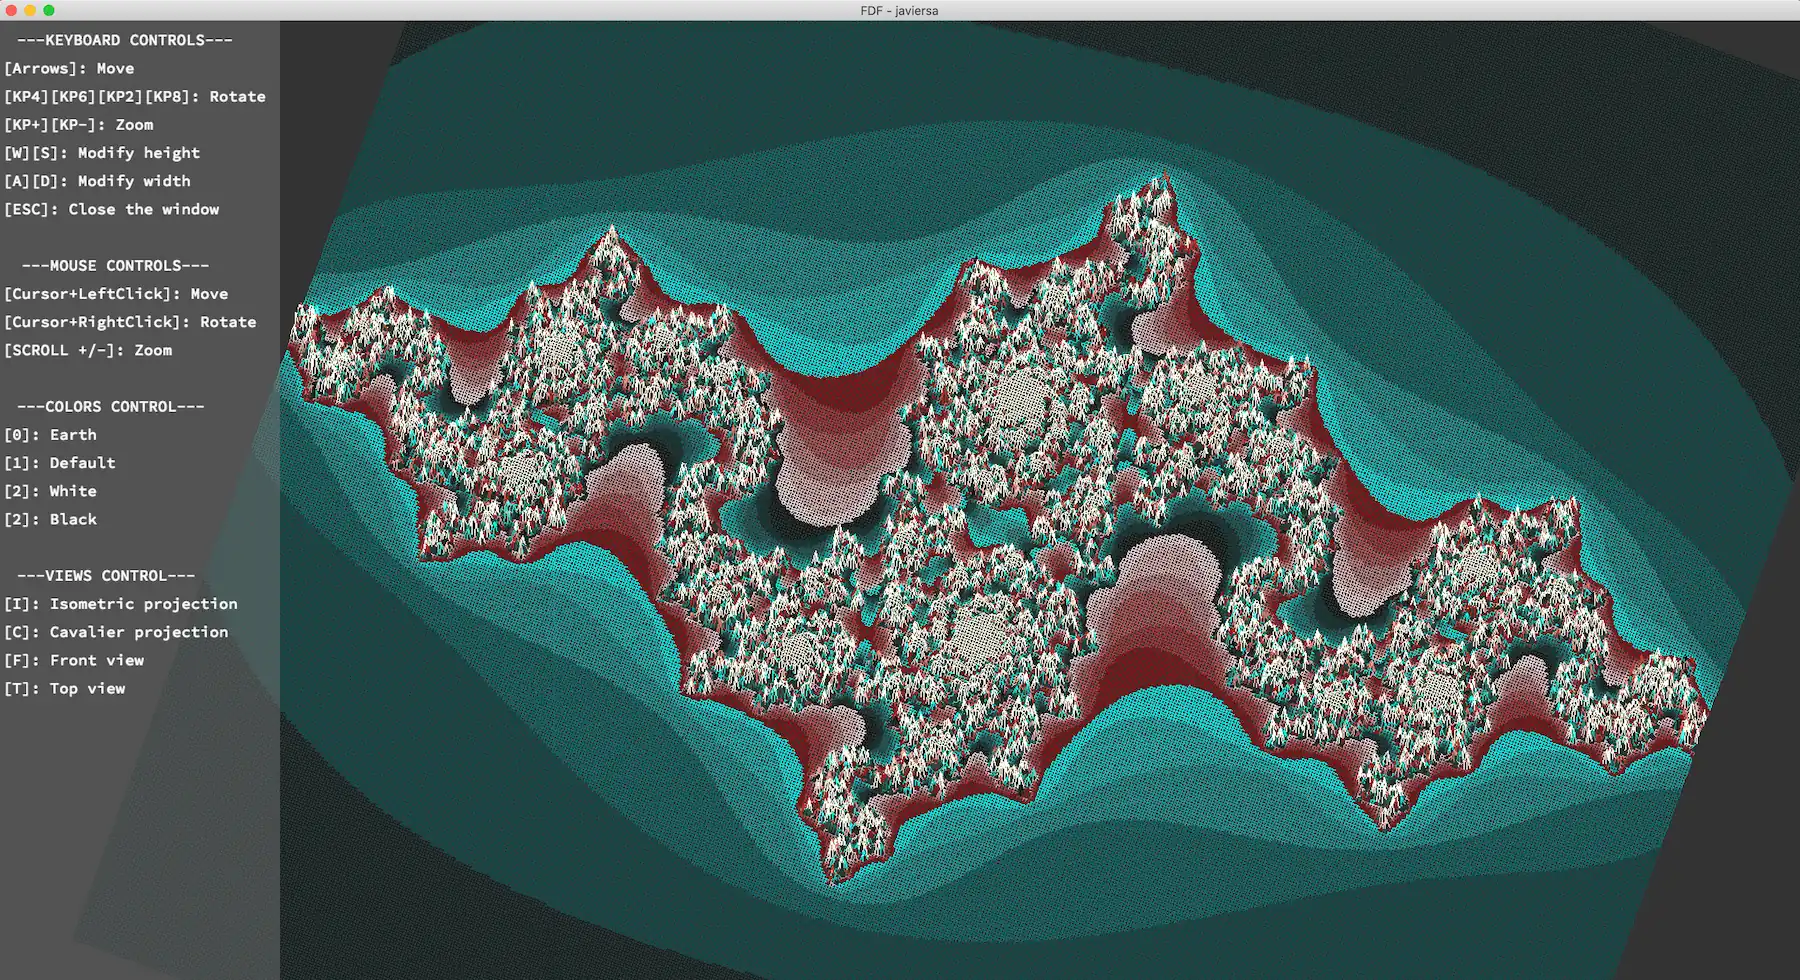 FDF - javiersa
---KEYBOARD CONTROLS---
[Arrows]: Move
[KP4][KP6][KP2][KP8]: Rotate
[KP+][KP-]: Zoom
[W][S]: Modify height
[A][D]: Modify width
[ESC]: Close the window
---MOUSE CONTROLS---
[Cursor+LeftClick]: Move
[Cursor+RightClick]: Rotate
[SCROLL +/-]: Zoom
---COLORS CONTROL---
[0]: Earth
[1]: Default
[2]: White
[2]: Black
---VIEWS CONTROL---
[I]: Isometric projection
[C]: Cavalier projection
[F]: Front view
[T]: Top view